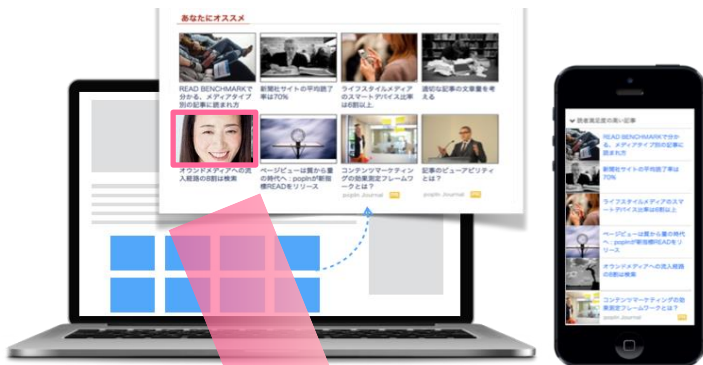 あなたにオススメ
READ BENCHMARKで
分かる、メディアタイプ
別の記事に読まれ方
新聞社サイトの平均読了
率は70%
ライフスタイルメディア
のスマートデバイス比率
は6割以上
適切な記事の文章量を考
える
オウンドメディアへの流
入経路の8割は検索
ページビューは質から量
の時代へ：popInが新指
標READをリリース
コンテンツマーケティン
グの効果測定フレームワ
ークとは？
popIn Journal
記事のビューアビリティ
とは？
popIn Journal
読者満足度の高い記事
READ BENCHMARKで分か
る、メディアタイプ別の記事に
読まれ方
新聞社サイトの平均読了率は
70%
ライフスタイルメディアのスマ
ートデバイス比率は6割以上
ページビューは質から量の時代
へ：popInが新指標READをリ
リース
オウンドメディアへの流入経路
の8割は検索
コンテンツマーケティングの効
果測定フレームワークとは？
popIn Journal